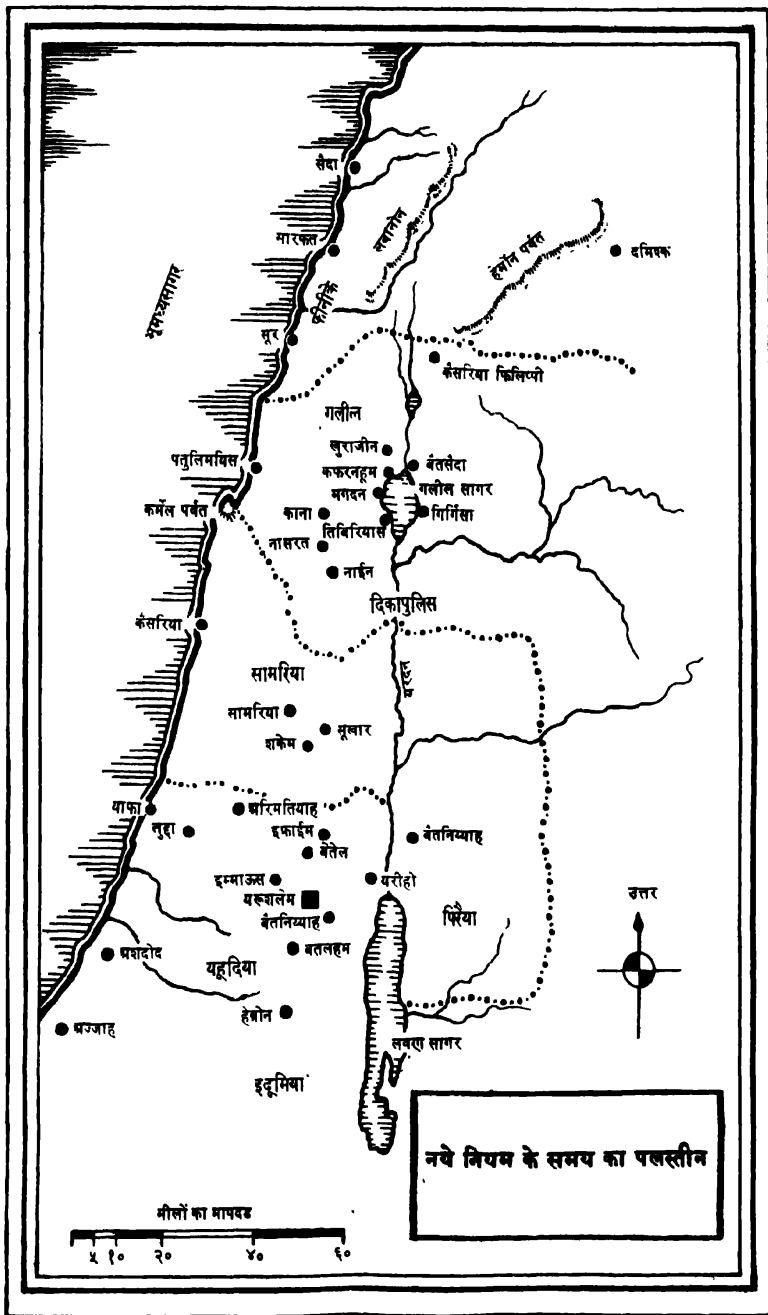 सैदा
लबानोन
सारफत
हेर्मोन पर्वत
दमिश्क
भूमध्यसागर
फीनीके
सूर
कैसरिया फिलिप्पी
गलील
खुराजीन
पतुलिमयिस
कफरनहूम
बैतसैदा
मगदन
गलील सागर
कर्मेल पर्वत
काना
गिर्गिसा
तिबिरियास
नासरत
नाईन
दिकापुलिस
कैसरिया
सामरिया
यरदन
सामरिया
सूखार
शकेम
याफा
अरिमतियाह
लुद्दा
इफ्राईम
बैतनिय्याह
बेतेल
इम्माऊस
यरीहो
यरूशलेम
उत्तर
बैतनिय्याह
पिरैया
अशदोद
बेतलहम
यहूदिया
हेब्रोन
अज्जाह
लवण सागर
इदूमिया
नये नियम के समय का पलस्तीन
मीलों का मापदंड
५ १० २० ४० ६०